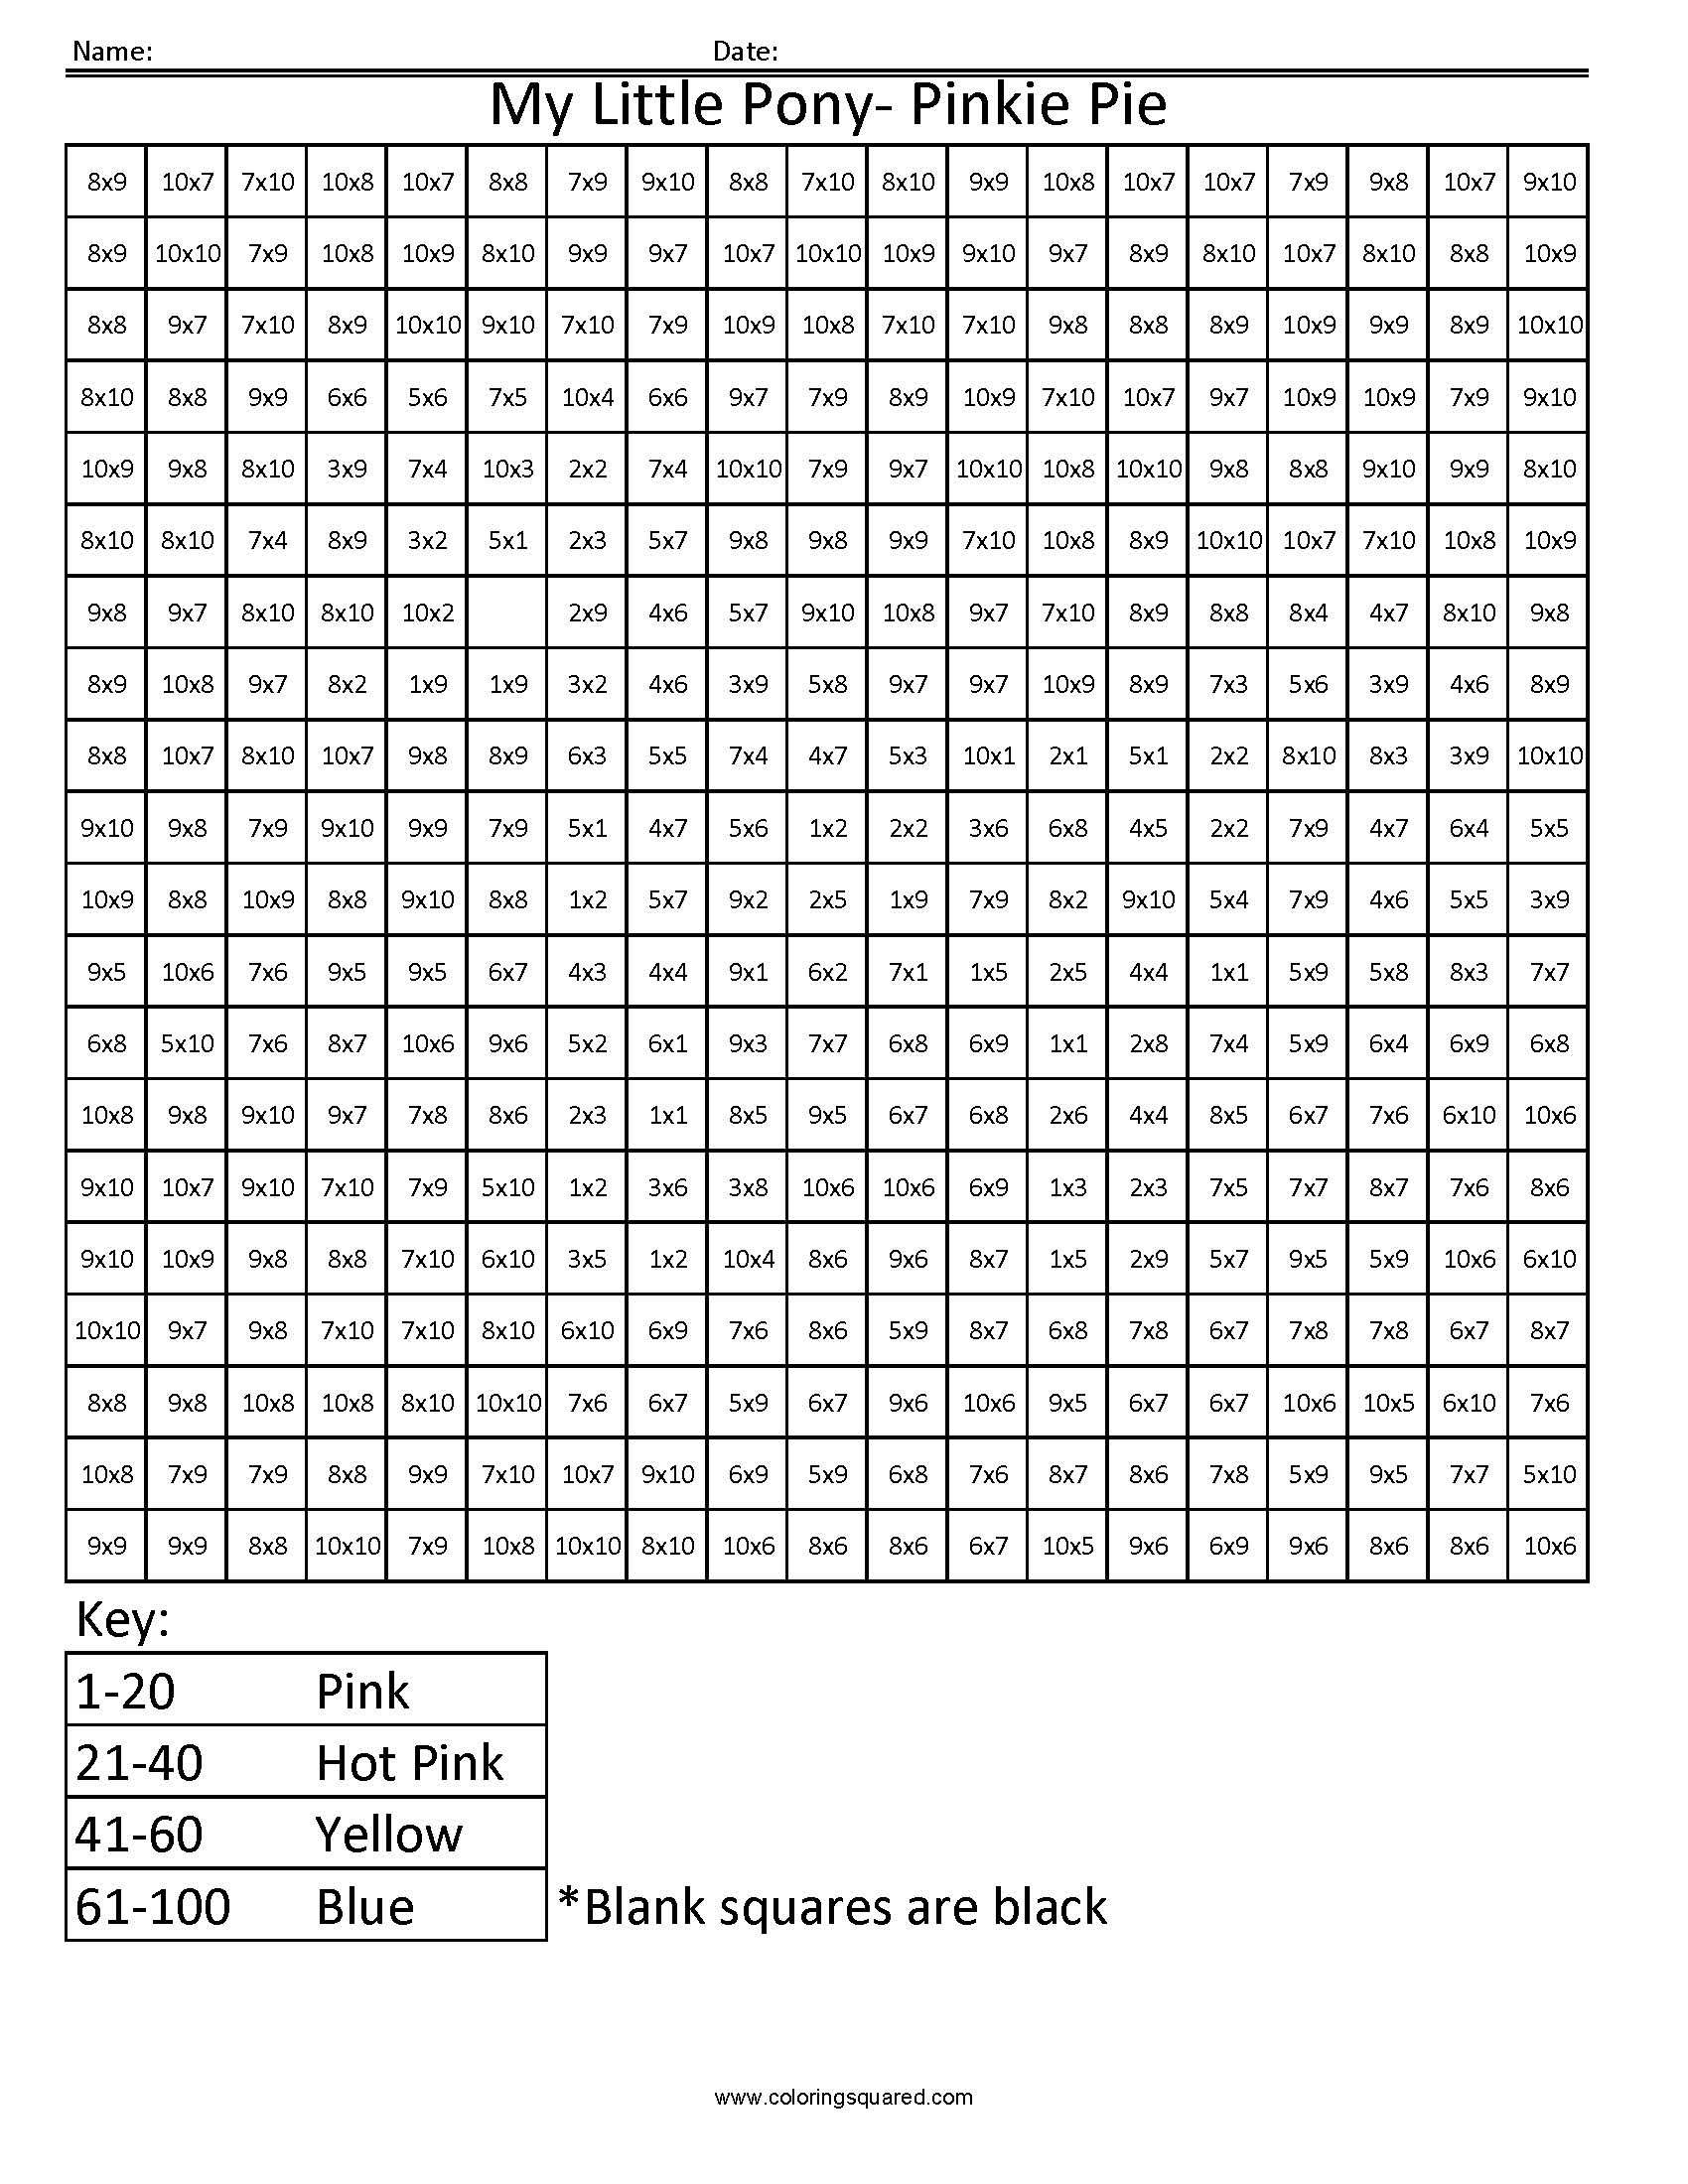 Name: Date:
My Little Pony- Pinkie Pie
8x9 10x7 7x10 10x8 10x7 8x8 7x9 9x10 8x8 7x10 8x10 9x9 10x8 10x7 10x7 7x9 9x8 10x7 9x10
8x9 10x10 7x9 10x8 10x9 8x10 9x9 9x7 10x7 10x10 10x9 9x10 9x7 8x9 8x10 10x7 8x10 8x8 10x9
8x8 9x7 7x10 8x9 10x10 9x10 7x10 7x9 10x9 10x8 7x10 7x10 9x8 8x8 8x9 10x9 9x9 8x9 10x10
8x10 8x8 9x9 6x6 5x6 7x5 10x4 6x6 9x7 7x9 8x9 10x9 7x10 10x7 9x7 10x9 10x9 7x9 9x10
10x9 9x8 8x10 3x9 7x4 10x3 2x2 7x4 10x10 7x9 9x7 10x10 10x8 10x10 9x8 8x8 9x10 9x9 8x10
8x10 8x10 7x4 8x9 3x2 5x1 2x3 5x7 9x8 9x8 9x9 7x10 10x8 8x9 10x10 10x7 7x10 10x8 10x9
9x8 9x7 8x10 8x10 10x2 2x9 4x6 5x7 9x10 10x8 9x7 7x10 8x9 8x8 8x4 4x7 8x10 9x8
8x9 10x8 9x7 8x2 1x9 1x9 3x2 4x6 3x9 5x8 9x7 9x7 10x9 8x9 7x3 5x6 3x9 4x6 8x9
8x8 10x7 8x10 10x7 9x8 8x9 6x3 5x5 7x4 4x7 5x3 10x1 2x1 5x1 2x2 8x10 8x3 3x9 10x10
9x10 9x8 7x9 9x10 9x9 7x9 5x1 4x7 5x6 1x2 2x2 3x6 6x8 4x5 2x2 7x9 4x7 6x4 5x5
10x9 8x8 10x9 8x8 9x10 8x8 1x2 5x7 9x2 2x5 1x9 7x9 8x2 9x10 5x4 7x9 4x6 5x5 3x9
9x5 10x6 7x6 9x5 9x5 6x7 4x3 4x4 9x1 6x2 7x1 1x5 2x5 4x4 1x1 5x9 5x8 8x3 7x7
6x8 5x10 7x6 8x7 10x6 9x6 5x2 6x1 9x3 7x7 6x8 6x9 1x1 2x8 7x4 5x9 6x4 6x9 6x8
10x8 9x8 9x10 9x7 7x8 8x6 2x3 1x1 8x5 9x5 6x7 6x8 2x6 4x4 8x5 6x7 7x6 6x10 10x6
9x10 10x7 9x10 7x10 7x9 5x10 1x2 3x6 3x8 10x6 10x6 6x9 1x3 2x3 7x5 7x7 8x7 7x6 8x6
9x10 10x9 9x8 8x8 7x10 6x10 3x5 1x2 10x4 8x6 9x6 8x7 1x5 2x9 5x7 9x5 5x9 10x6 6x10
10x10 9x7 9x8 7x10 7x10 8x10 6x10 6x9 7x6 8x6 5x9 8x7 6x8 7x8 6x7 7x8 7x8 6x7 8x7
8x8 9x8 10x8 10x8 8x10 10x10 7x6 6x7 5x9 6x7 9x6 10x6 9x5 6x7 6x7 10x6 10x5 6x10 7x6
10x8 7x9 7x9 8x8 9x9 7x10 10x7 9x10 6x9 5x9 6x8 7x6 8x7 8x6 7x8 5x9 9x5 7x7 5x10
9x9 9x9 8x8 10x10 7x9 10x8 10x10 8x10 10x6 8x6 8x6 6x7 10x5 9x6 6x9 9x6 8x6 8x6 10x6
Key:
1-20 Pink
21-40 Hot Pink
41-60 Yellow
61-100 Blue *Blank squares are black
www.coloringsquared.com